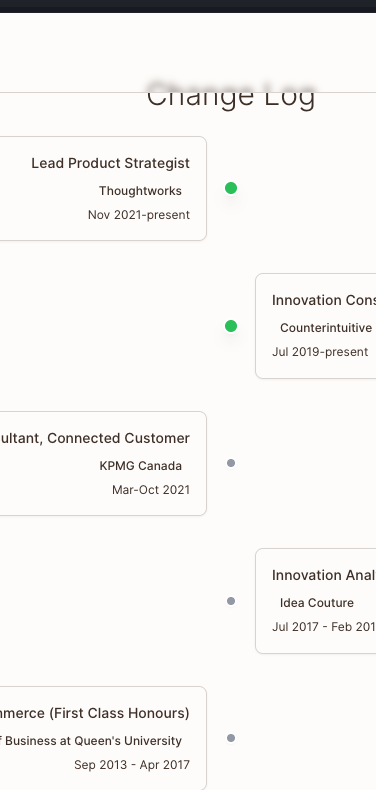 Change Log
Lead Product Strategist
Thoughtworks
Nov 2021-present
Innovation Cons
Counterintuitive
Jul 2019-present
ultant, Connected Customer
KPMG Canada
Mar-Oct 2021
Innovation Anal
Idea Couture
Jul 2017 - Feb 201
merce (First Class Honours)
of Business at Queen's University
Sep 2013 - Apr 2017